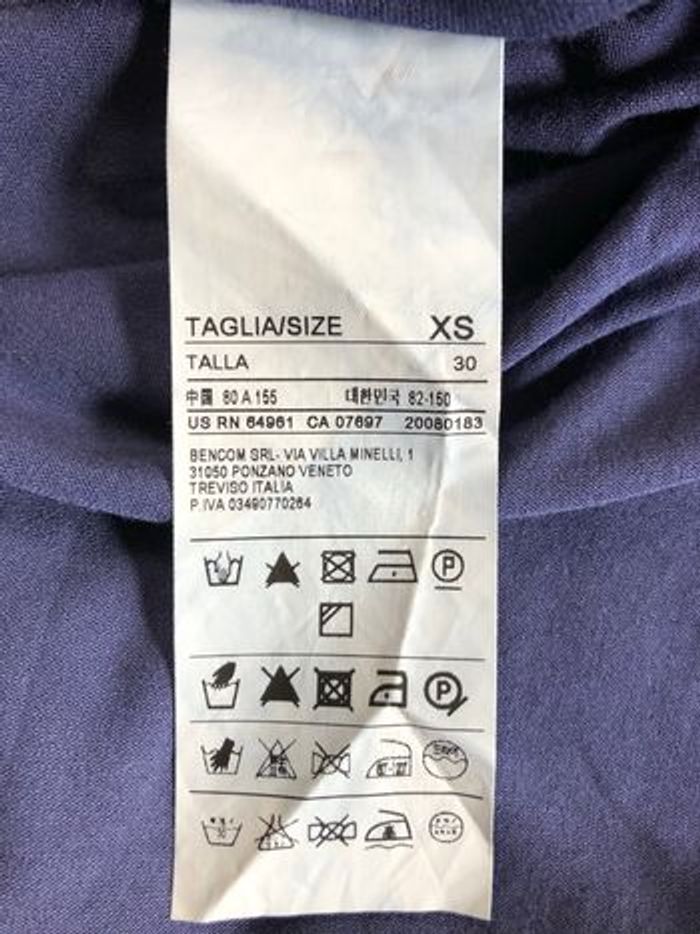 TAGLIA/SIZE XS
TALLA 30
中國 80 A 155 대한민국 82-150
US RN 64961 CA 07697 20080183
BENCOM SRL- VIA VILLA MINELLI, 1
31050 PONZANO VENETO
TREVISO ITALIA
P.IVA 03490770264
P
P